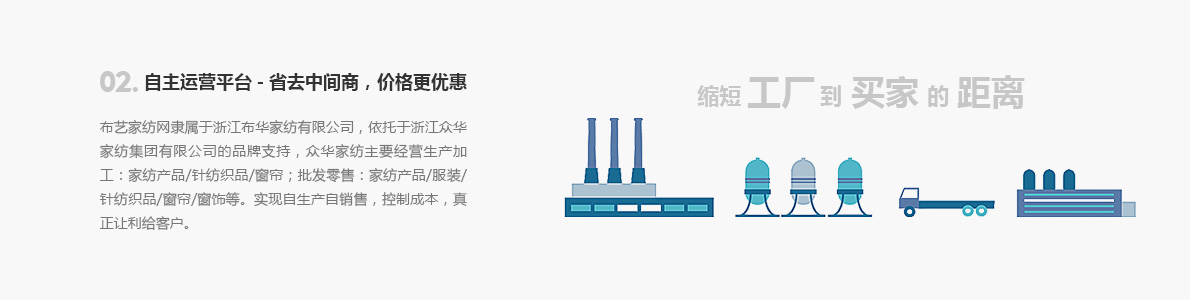 02. 自主运营平台 - 省去中间商，价格更优惠
布艺家纺网隶属于浙江布华家纺有限公司，依托于浙江众华
家纺集团有限公司的品牌支持，众华家纺主要经营生产加
工：家纺产品/针纺织品/窗帘；批发零售：家纺产品/服装/
针纺织品/窗帘/窗饰等。实现自生产自销售，控制成本，真
正让利给客户。
缩短 工厂 到 买家 的 距离